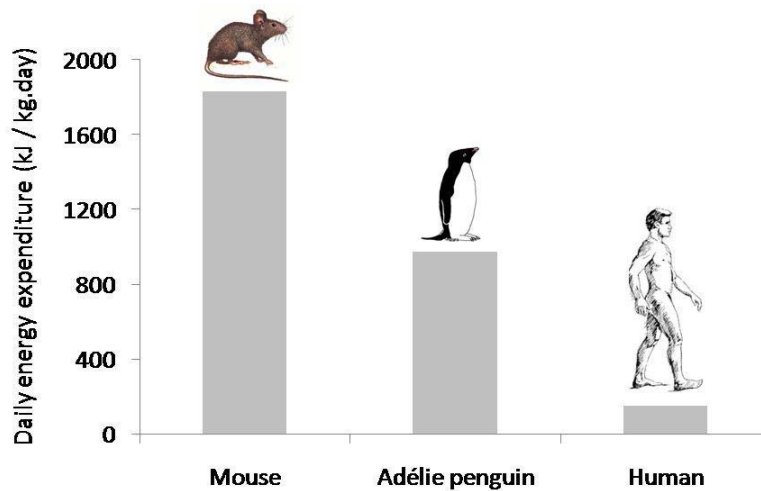 Daily energy expenditure (kJ / kg.day)
2000
1600
1200
800
400
0
Mouse
Adélie penguin
Human